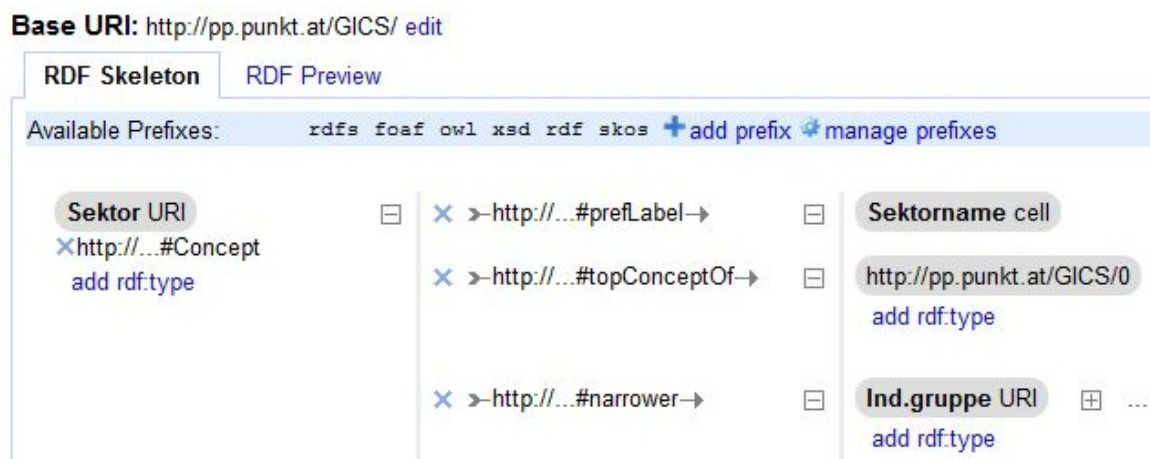 Base URI: http://pp.punkt.at/GICS/ edit
RDF Skeleton RDF Preview
Available Prefixes: rdfs foaf owl xsd rdf skos add prefix manage prefixes
Sektor URI http://...#prefLabel Sektorname cell
http://...#Concept
add rdf:type http://...#topConceptOf http://pp.punkt.at/GICS/0
add rdf:type
http://...#narrower Ind.gruppe URI ...
add rdf:type